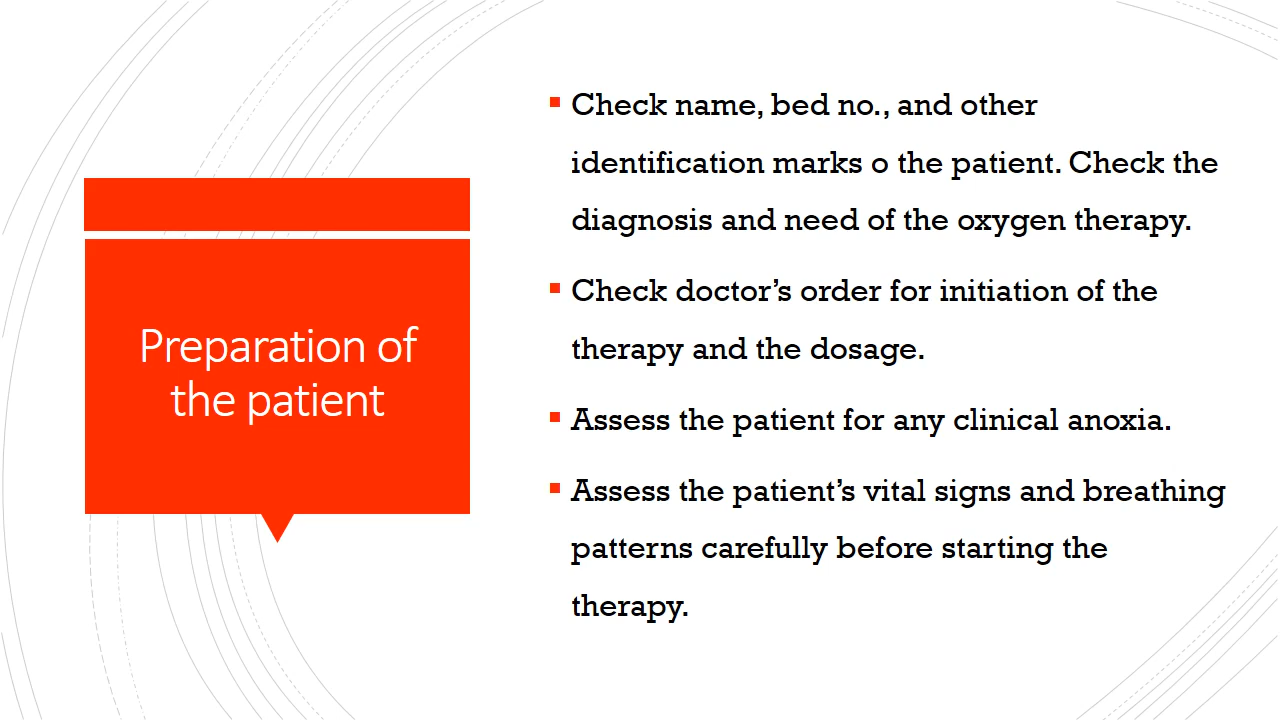 Preparation of
the patient
Check name, bed no., and other
identification marks o the patient. Check the
diagnosis and need of the oxygen therapy.
Check doctor’s order for initiation of the
therapy and the dosage.
Assess the patient for any clinical anoxia.
Assess the patient’s vital signs and breathing
patterns carefully before starting the
therapy.